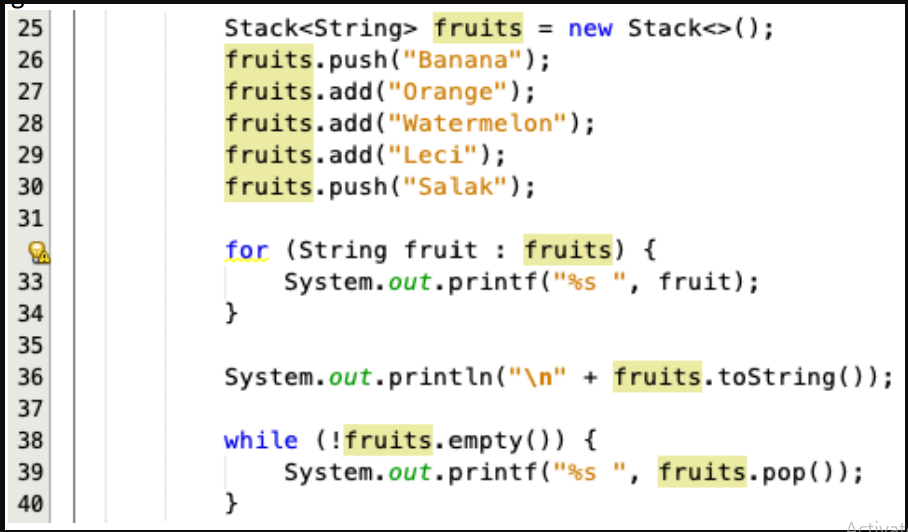 25 Stack<String> fruits = new Stack<>();
26 fruits.push("Banana");
27 fruits.add("Orange");
28 fruits.add("Watermelon");
29 fruits.add("Leci");
30 fruits.push("Salak");
31
for (String fruit : fruits) {
33 System.out.printf("%s ", fruit);
34 }
35
36 System.out.println("\n" + fruits.toString());
37
38 while (!fruits.empty()) {
39 System.out.printf("%s ", fruits.pop());
40 }